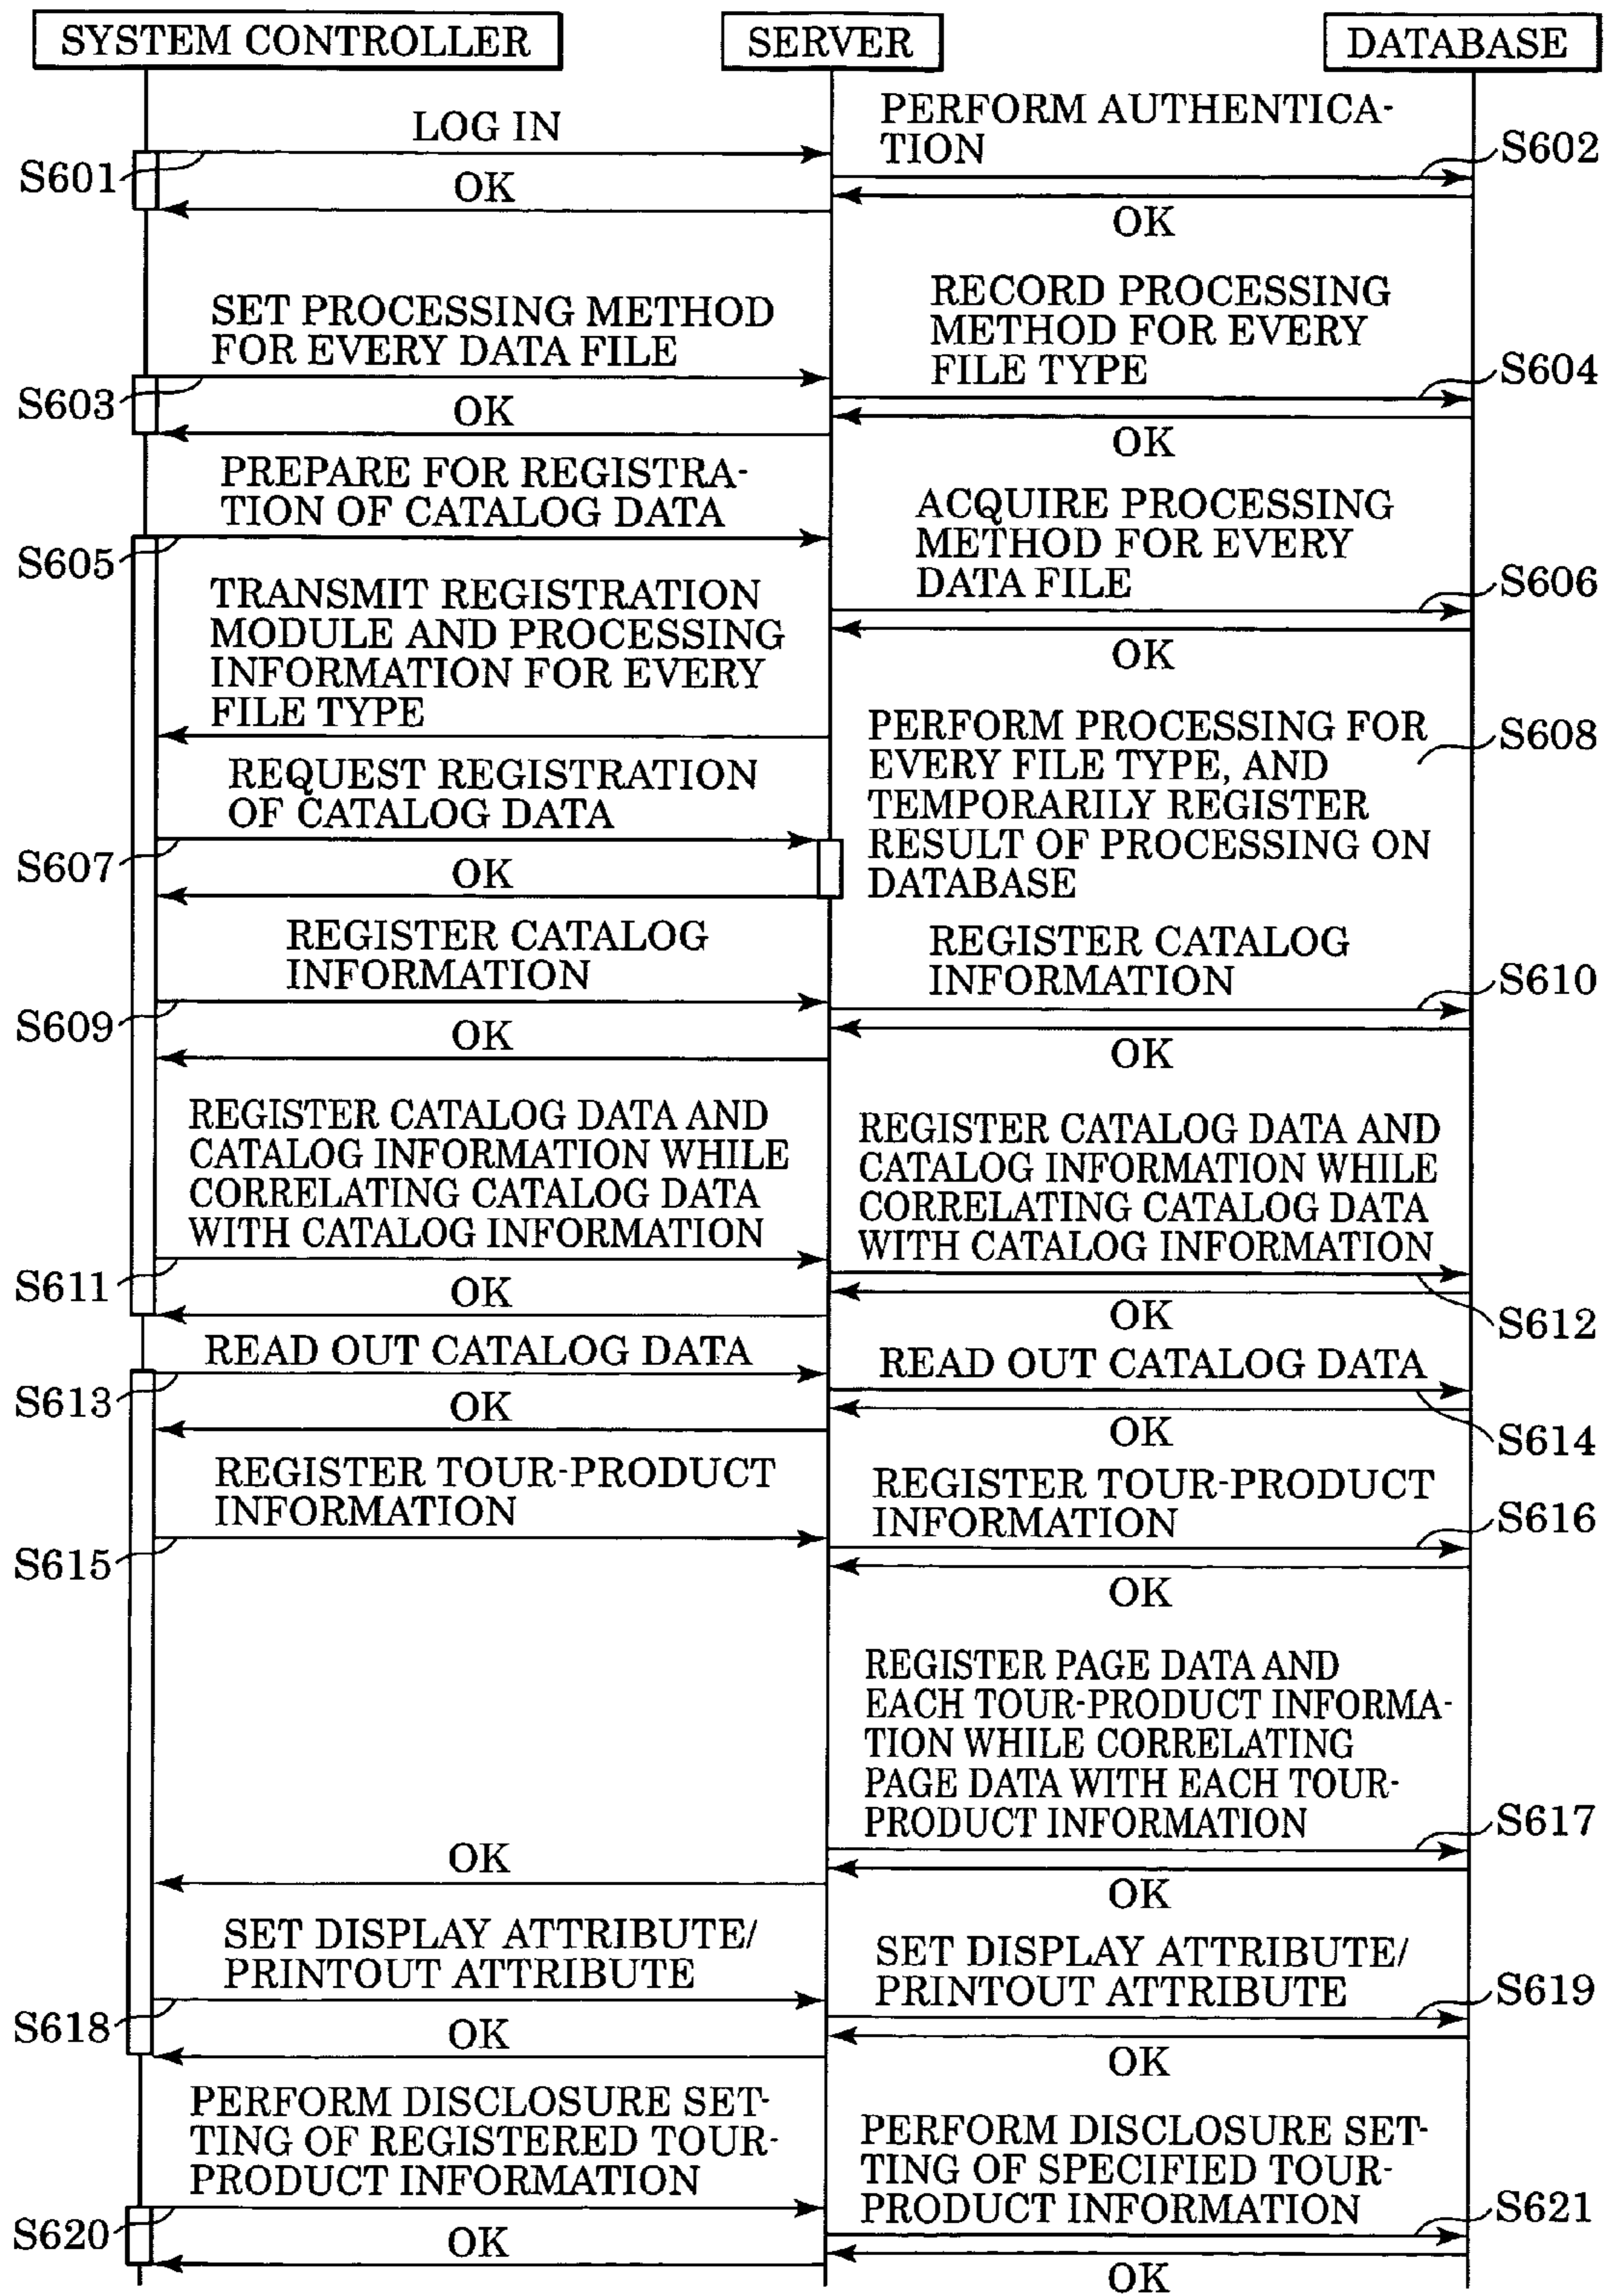 SYSTEM CONTROLLER
SERVER
DATABASE
LOG IN
PERFORM AUTHENTICA-
TION
S601
S602
OK
OK
SET PROCESSING METHOD
FOR EVERY DATA FILE
RECORD PROCESSING
METHOD FOR EVERY
FILE TYPE
S603
S604
OK
OK
PREPARE FOR REGISTRA-
TION OF CATALOG DATA
ACQUIRE PROCESSING
METHOD FOR EVERY
DATA FILE
S605
S606
OK
TRANSMIT REGISTRATION
MODULE AND PROCESSING
INFORMATION FOR EVERY
FILE TYPE
PERFORM PROCESSING FOR
EVERY FILE TYPE, AND
TEMPORARILY REGISTER
RESULT OF PROCESSING ON
DATABASE
S608
REQUEST REGISTRATION
OF CATALOG DATA
S607
OK
REGISTER CATALOG
INFORMATION
REGISTER CATALOG
INFORMATION
S609
S610
OK
OK
REGISTER CATALOG DATA AND
CATALOG INFORMATION WHILE
CORRELATING CATALOG DATA
WITH CATALOG INFORMATION
REGISTER CATALOG DATA AND
CATALOG INFORMATION WHILE
CORRELATING CATALOG DATA
WITH CATALOG INFORMATION
S611
OK
OK
S612
READ OUT CATALOG DATA
READ OUT CATALOG DATA
S613
OK
OK
S614
REGISTER TOUR-PRODUCT
INFORMATION
REGISTER TOUR-PRODUCT
INFORMATION
S615
S616
OK
REGISTER PAGE DATA AND
EACH TOUR-PRODUCT INFORMA-
TION WHILE CORRELATING
PAGE DATA WITH EACH TOUR-
PRODUCT INFORMATION
S617
OK
OK
SET DISPLAY ATTRIBUTE/
PRINTOUT ATTRIBUTE
SET DISPLAY ATTRIBUTE/
PRINTOUT ATTRIBUTE
S618
S619
OK
OK
PERFORM DISCLOSURE SET-
TING OF REGISTERED TOUR-
PRODUCT INFORMATION
PERFORM DISCLOSURE SET-
TING OF SPECIFIED TOUR-
PRODUCT INFORMATION
S620
S621
OK
OK